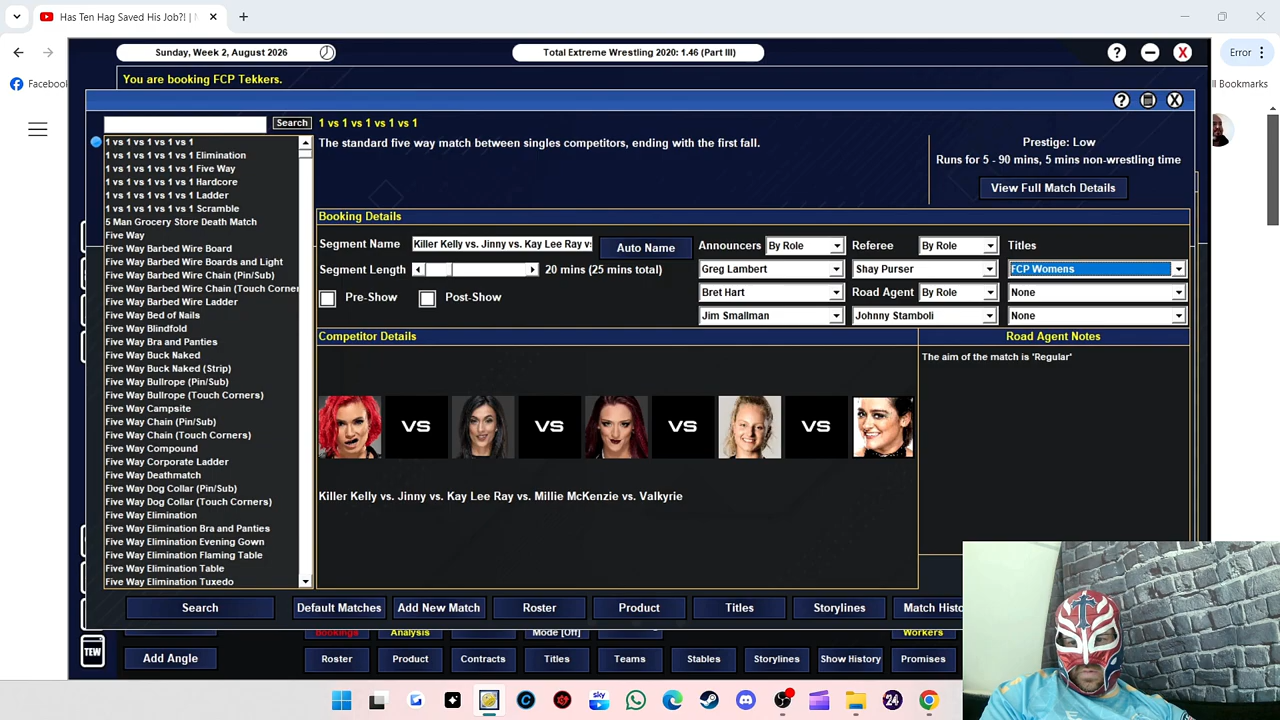 Has Ten Hag Saved His Job?! | M
Error
Facebook
ll Bookmarks
Sunday, Week 2, August 2026
Total Extreme Wrestling 2020: 1.46 (Part III)
?
X
You are booking FCP Tekkers.
?
X
Search
1 vs 1 vs 1 vs 1 vs 1
1 vs 1 vs 1 vs 1 vs 1
1 vs 1 vs 1 vs 1 vs 1 Elimination
1 vs 1 vs 1 vs 1 vs 1 Five Way
1 vs 1 vs 1 vs 1 vs 1 Hardcore
1 vs 1 vs 1 vs 1 vs 1 Ladder
1 vs 1 vs 1 vs 1 vs 1 Scramble
5 Man Grocery Store Death Match
Five Way
Five Way Barbed Wire Board
Five Way Barbed Wire Boards and Light
Five Way Barbed Wire Chain (Pin/Sub)
Five Way Barbed Wire Chain (Touch Corners
Five Way Barbed Wire Ladder
Five Way Bed of Nails
Five Way Blindfold
Five Way Bra and Panties
Five Way Buck Naked
Five Way Buck Naked (Strip)
Five Way Bullrope (Pin/Sub)
Five Way Bullrope (Touch Corners)
Five Way Campsite
Five Way Chain (Pin/Sub)
Five Way Chain (Touch Corners)
Five Way Compound
Five Way Corporate Ladder
Five Way Deathmatch
Five Way Dog Collar (Pin/Sub)
Five Way Dog Collar (Touch Corners)
Five Way Elimination
Five Way Elimination Bra and Panties
Five Way Elimination Evening Gown
Five Way Elimination Flaming Table
Five Way Elimination Table
Five Way Elimination Tuxedo
The standard five way match between singles competitors, ending with the first fall.
Prestige: Low
Runs for 5 - 90 mins, 5 mins non-wrestling time
View Full Match Details
Booking Details
Segment Name
Killer Kelly vs. Jinny vs. Kay Lee Ray vs
Auto Name
Announcers
By Role
Referee
By Role
Titles
Segment Length
20 mins (25 mins total)
Greg Lambert
Shay Purser
FCP Womens
Pre-Show
Post-Show
Bret Hart
Road Agent
By Role
None
Jim Smallman
Johnny Stamboli
None
Competitor Details
Road Agent Notes
The aim of the match is 'Regular'
VS
VS
VS
VS
Killer Kelly vs. Jinny vs. Kay Lee Ray vs. Millie McKenzie vs. Valkyrie
Search
Default Matches
Add New Match
Roster
Product
Titles
Storylines
Match Histo
Bookings
Analysis
Mode [Off]
Workers
TEW
Add Angle
Roster
Product
Contracts
Titles
Teams
Stables
Storylines
Show History
Promises
sky
24